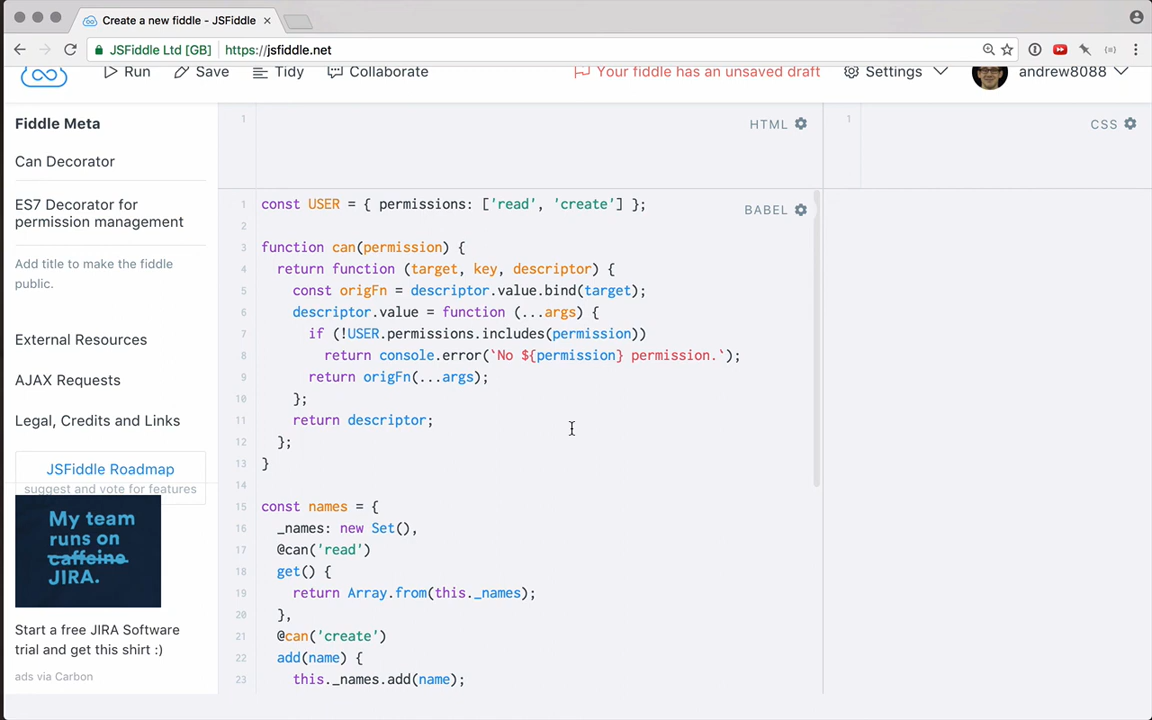 Create a new fiddle - JSFiddle ×
JSFiddle Ltd [GB] https://jsfiddle.net
Run Save Tidy Collaborate Your fiddle has an unsaved draft Settings andrew8088
Fiddle Meta
Can Decorator
ES7 Decorator for
permission management
Add title to make the fiddle
public.
External Resources
AJAX Requests
Legal, Credits and Links
JSFiddle Roadmap
suggest and vote for features
My team
runs on
caffeine
JIRA.
Start a free JIRA Software
trial and get this shirt :)
ads via Carbon
1 HTML
1 CSS
BABEL
1 const USER = { permissions: ['read', 'create'] };
2
3 function can(permission) {
4   return function (target, key, descriptor) {
5     const origFn = descriptor.value.bind(target);
6     descriptor.value = function (...args) {
7       if (!USER.permissions.includes(permission))
8         return console.error(`No ${permission} permission.`);
9       return origFn(...args);
10     };
11     return descriptor;
12   };
13 }
14
15 const names = {
16   _names: new Set(),
17   @can('read')
18   get() {
19     return Array.from(this._names);
20   },
21   @can('create')
22   add(name) {
23     this._names.add(name);